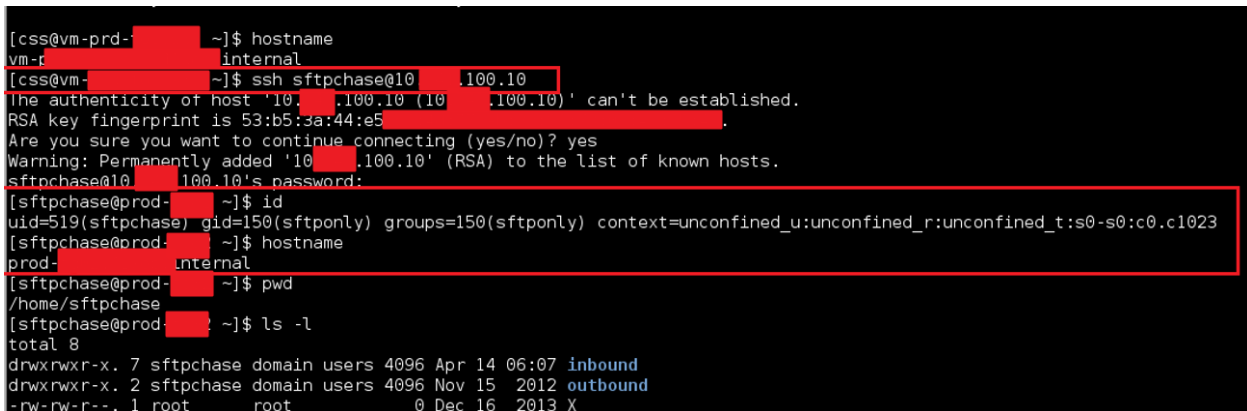 [css@vm-prd- ~]$ hostname
vm-p internal
[css@vm- ~]$ ssh sftpchase@10 .100.10
The authenticity of host '10. .100.10 (10 .100.10)' can't be established.
RSA key fingerprint is 53:b5:3a:44:e5 .
Are you sure you want to continue connecting (yes/no)? yes
Warning: Permanently added '10 .100.10' (RSA) to the list of known hosts.
sftpchase@10. 100.10's password:
[sftpchase@prod- ~]$ id
uid=519(sftpchase) gid=150(sftponly) groups=150(sftponly) context=unconfined_u:unconfined_r:unconfined_t:s0-s0:c0.c1023
[sftpchase@prod- ~]$ hostname
prod- internal
[sftpchase@prod- ~]$ pwd
/home/sftpchase
[sftpchase@prod- ~]$ ls -l
total 8
drwxrwxr-x. 7 sftpchase domain users 4096 Apr 14 06:07 inbound
drwxrwxr-x. 2 sftpchase domain users 4096 Nov 15 2012 outbound
-rw-rw-r--. 1 root root 0 Dec 16 2013 X